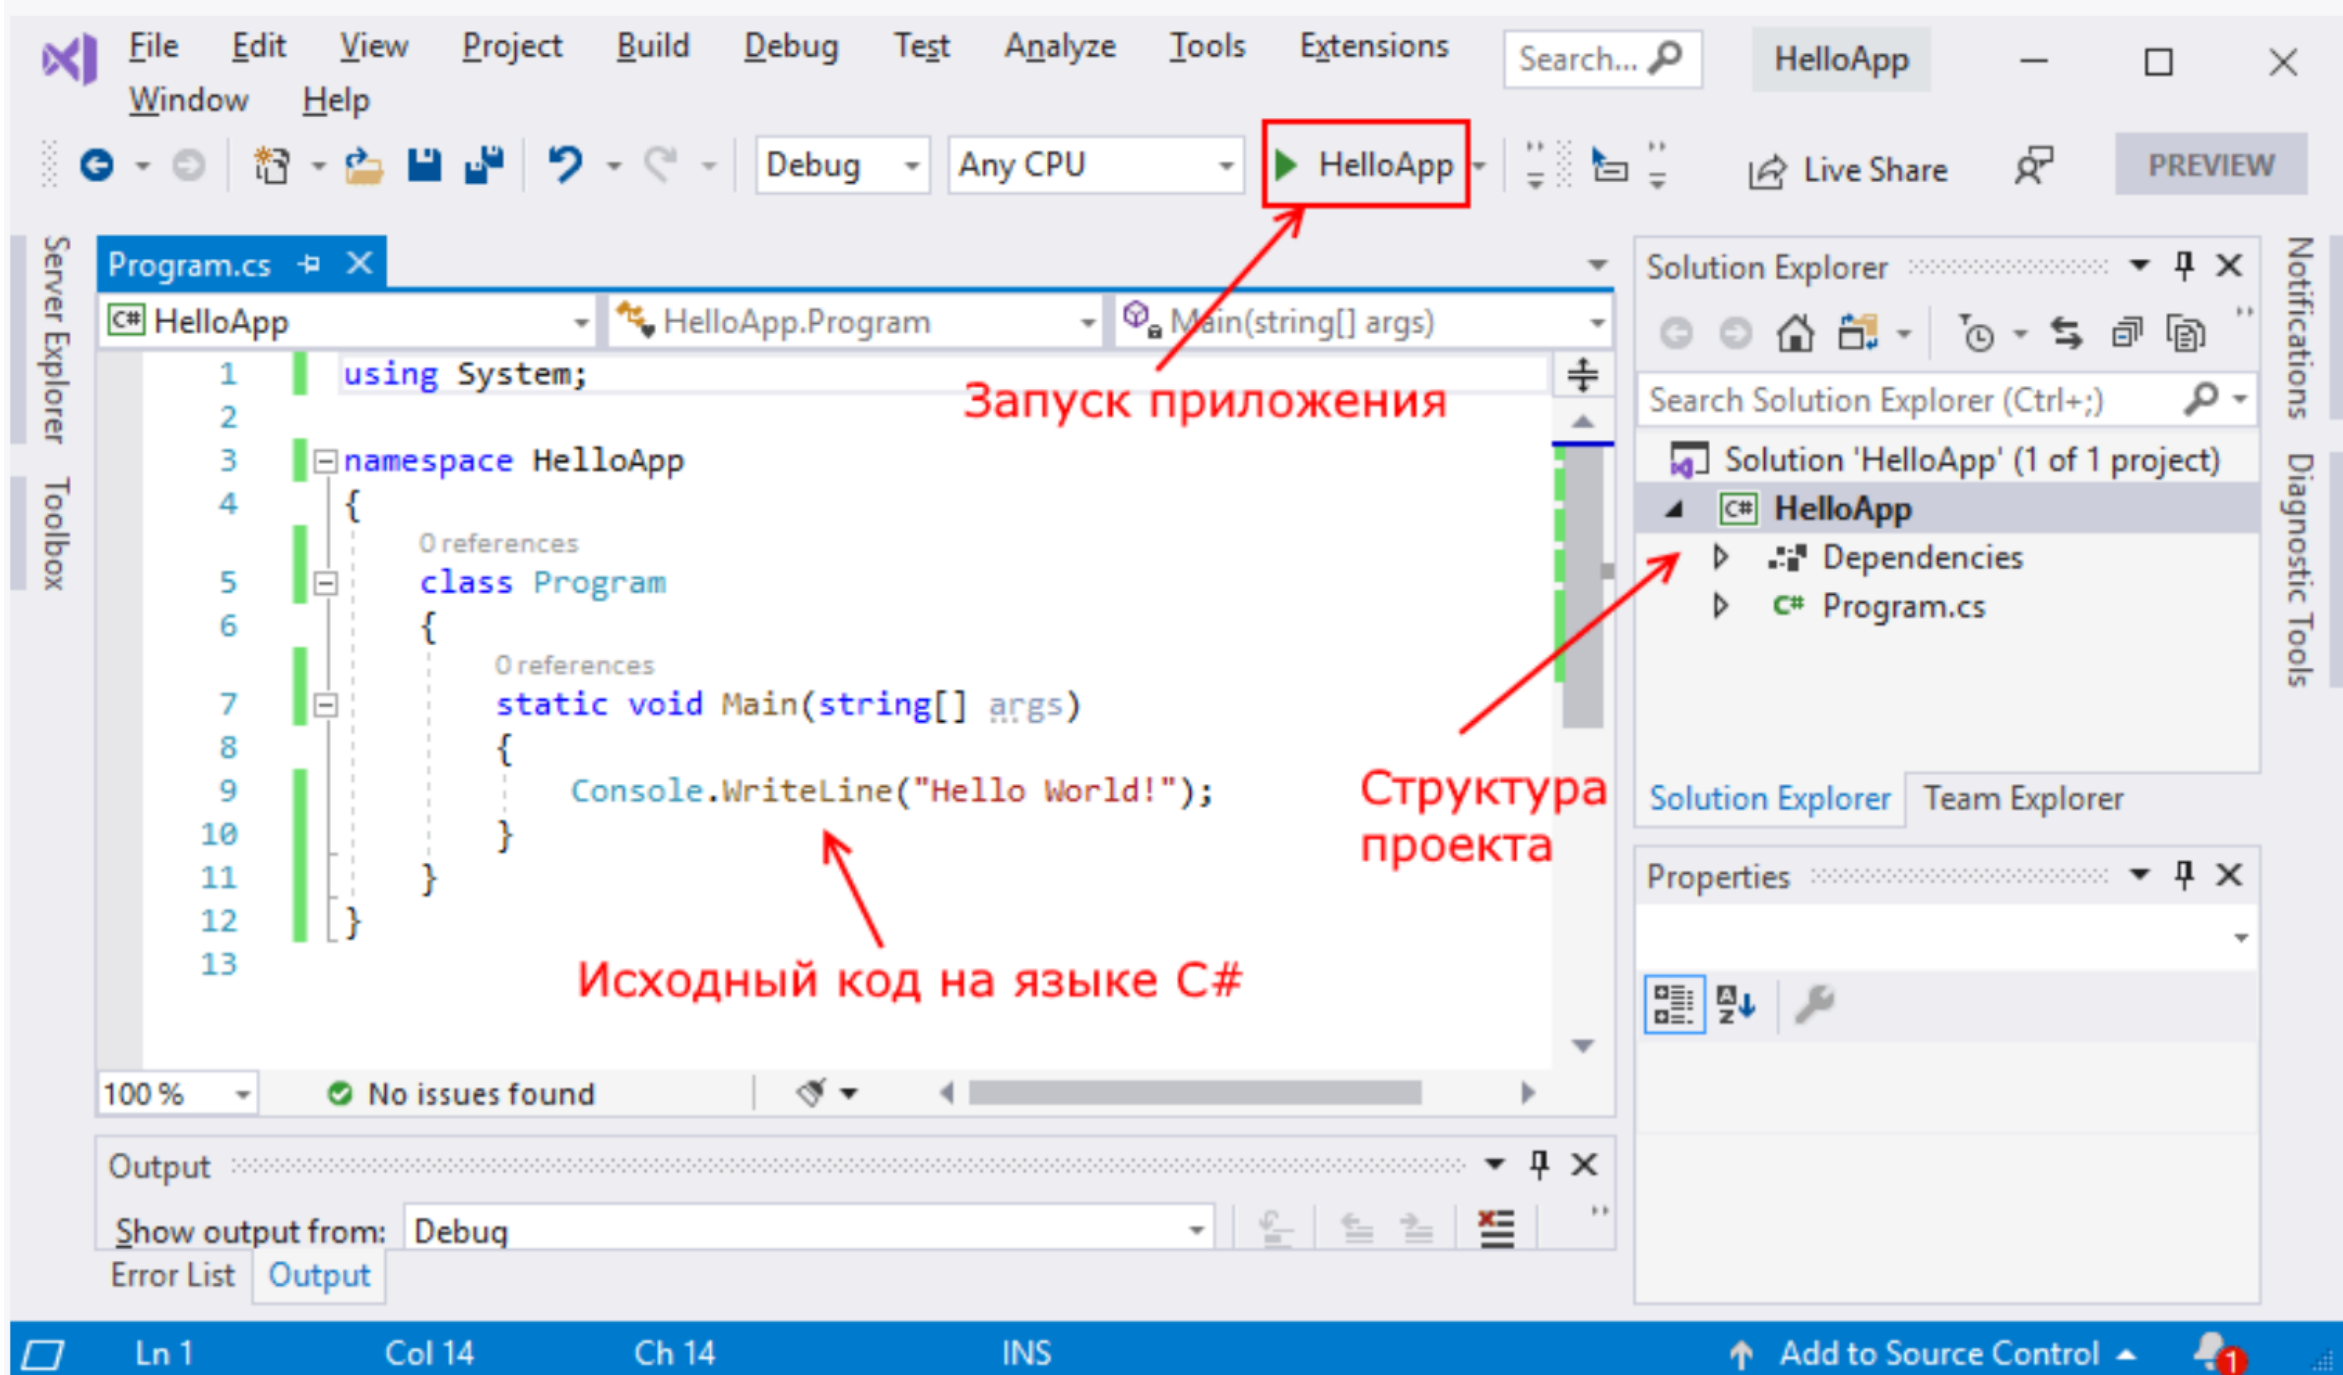 File Edit View Project Build Debug Test Analyze Tools Extensions Search... HelloApp
Window Help
Debug Any CPU HelloApp Live Share PREVIEW
Server Explorer
Toolbox
Program.cs
C# HelloApp HelloApp.Program Main(string[] args)
1 using System;
2
3 namespace HelloApp
4 {
0 references
5 class Program
6 {
0 references
7 static void Main(string[] args)
8 {
9 Console.WriteLine("Hello World!");
10 }
11 }
12 }
13
Запуск приложения
Структура
проекта
Исходный код на языке C#
100 % No issues found
Output
Show output from: Debug
Error List Output
Solution Explorer
Search Solution Explorer (Ctrl+;)
Solution 'HelloApp' (1 of 1 project)
C# HelloApp
Dependencies
C# Program.cs
Solution Explorer Team Explorer
Properties
Notifications
Diagnostic Tools
Ln 1 Col 14 Ch 14 INS Add to Source Control 1